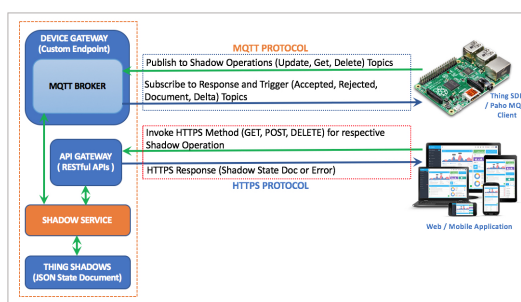 DEVICE GATEWAY
(Custom Endpoint)
MQTT BROKER
MQTT PROTOCOL
Publish to Shadow Operations (Update, Get, Delete) Topics
Subscribe to Response and Trigger (Accepted, Rejected,
Document, Delta) Topics
Thing SD
/ Paho MQ
Client
Invoke HTTPS Method (GET, POST, DELETE) for respective
Shadow Operation
HTTPS Response (Shadow State Doc or Error)
HTTPS PROTOCOL
API GATEWAY
( RESTful APIs )
Web / Mobile Application
SHADOW SERVICE
THING SHADOWS
(JSON State Document)